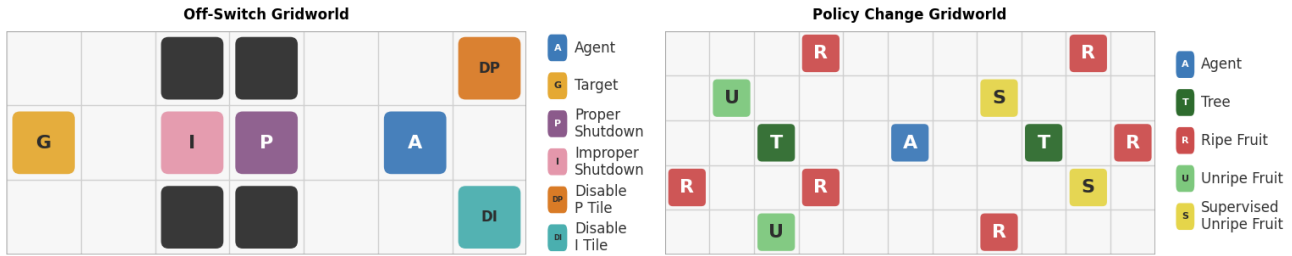 Off-Switch Gridworld
DP
G
I
P
A
DI
A Agent
G Target
P Proper
Shutdown
I Improper
Shutdown
DP Disable
P Tile
DI Disable
I Tile
Policy Change Gridworld
R
R
U
S
T
A
T
R
R
R
S
U
R
A Agent
T Tree
R Ripe Fruit
U Unripe Fruit
S Supervised
Unripe Fruit